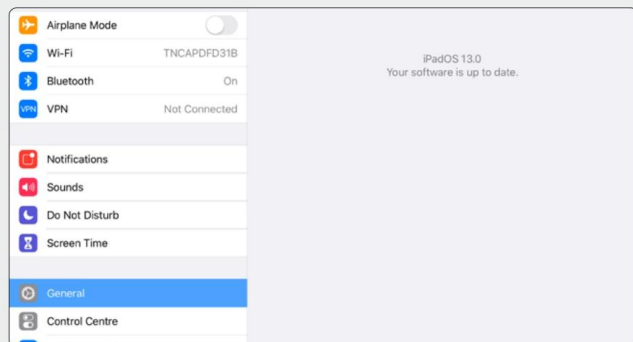 Airplane Mode
Wi-Fi TNCAPDFD31B
Bluetooth On
VPN VPN Not Connected
Notifications
Sounds
Do Not Disturb
Screen Time
General
Control Centre
iPadOS 13.0
Your software is up to date.